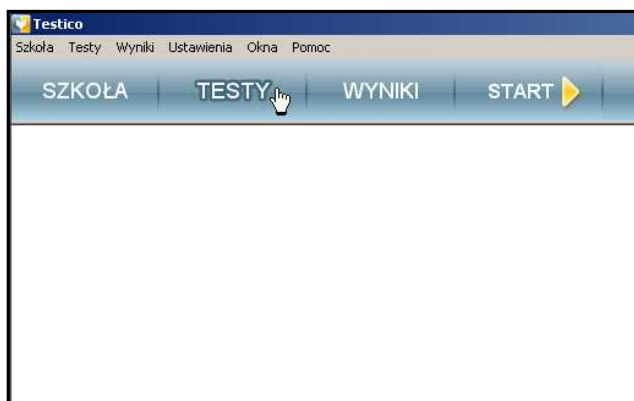 Testico
Szkoła Testy Wyniki Ustawienia Okna Pomoc
SZKOŁA TESTY WYNIKI START